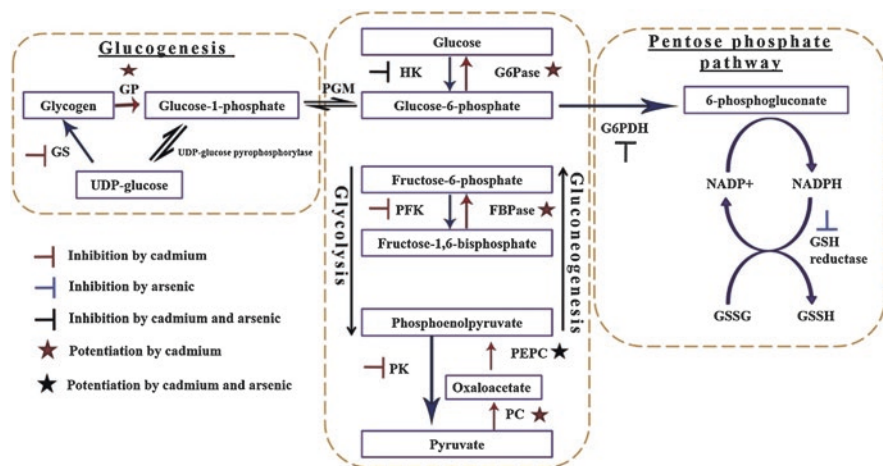 Glucogenesis
GP
Glycogen
Glucose-1-phosphate
GS
UDP-glucose pyrophosphorylase
UDP-glucose
PGM
Glucose
HK
G6Pase
Glucose-6-phosphate
Fructose-6-phosphate
PFK
FBPase
Fructose-1,6-bisphosphate
Glycolysis
Gluconeogenesis
Phosphoenolpyruvate
PEPC
PK
Oxaloacetate
PC
Pyruvate
Pentose phosphate
pathway
6-phosphogluconate
G6PDH
NADP+
NADPH
GSH
reductase
GSSG
GSSH
Inhibition by cadmium
Inhibition by arsenic
Inhibition by cadmium and arsenic
Potentiation by cadmium
Potentiation by cadmium and arsenic